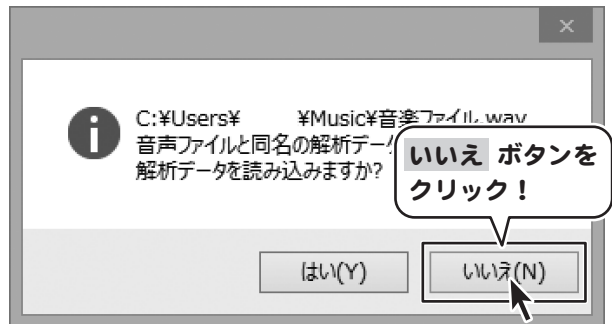 ×
C:¥Users¥ ¥Music¥音楽ファイル.wav
音声ファイルと同名の解析デー
解析データを読み込みますか?
いいえ ボタンを
クリック！
はい(Y)
いいえ(N)